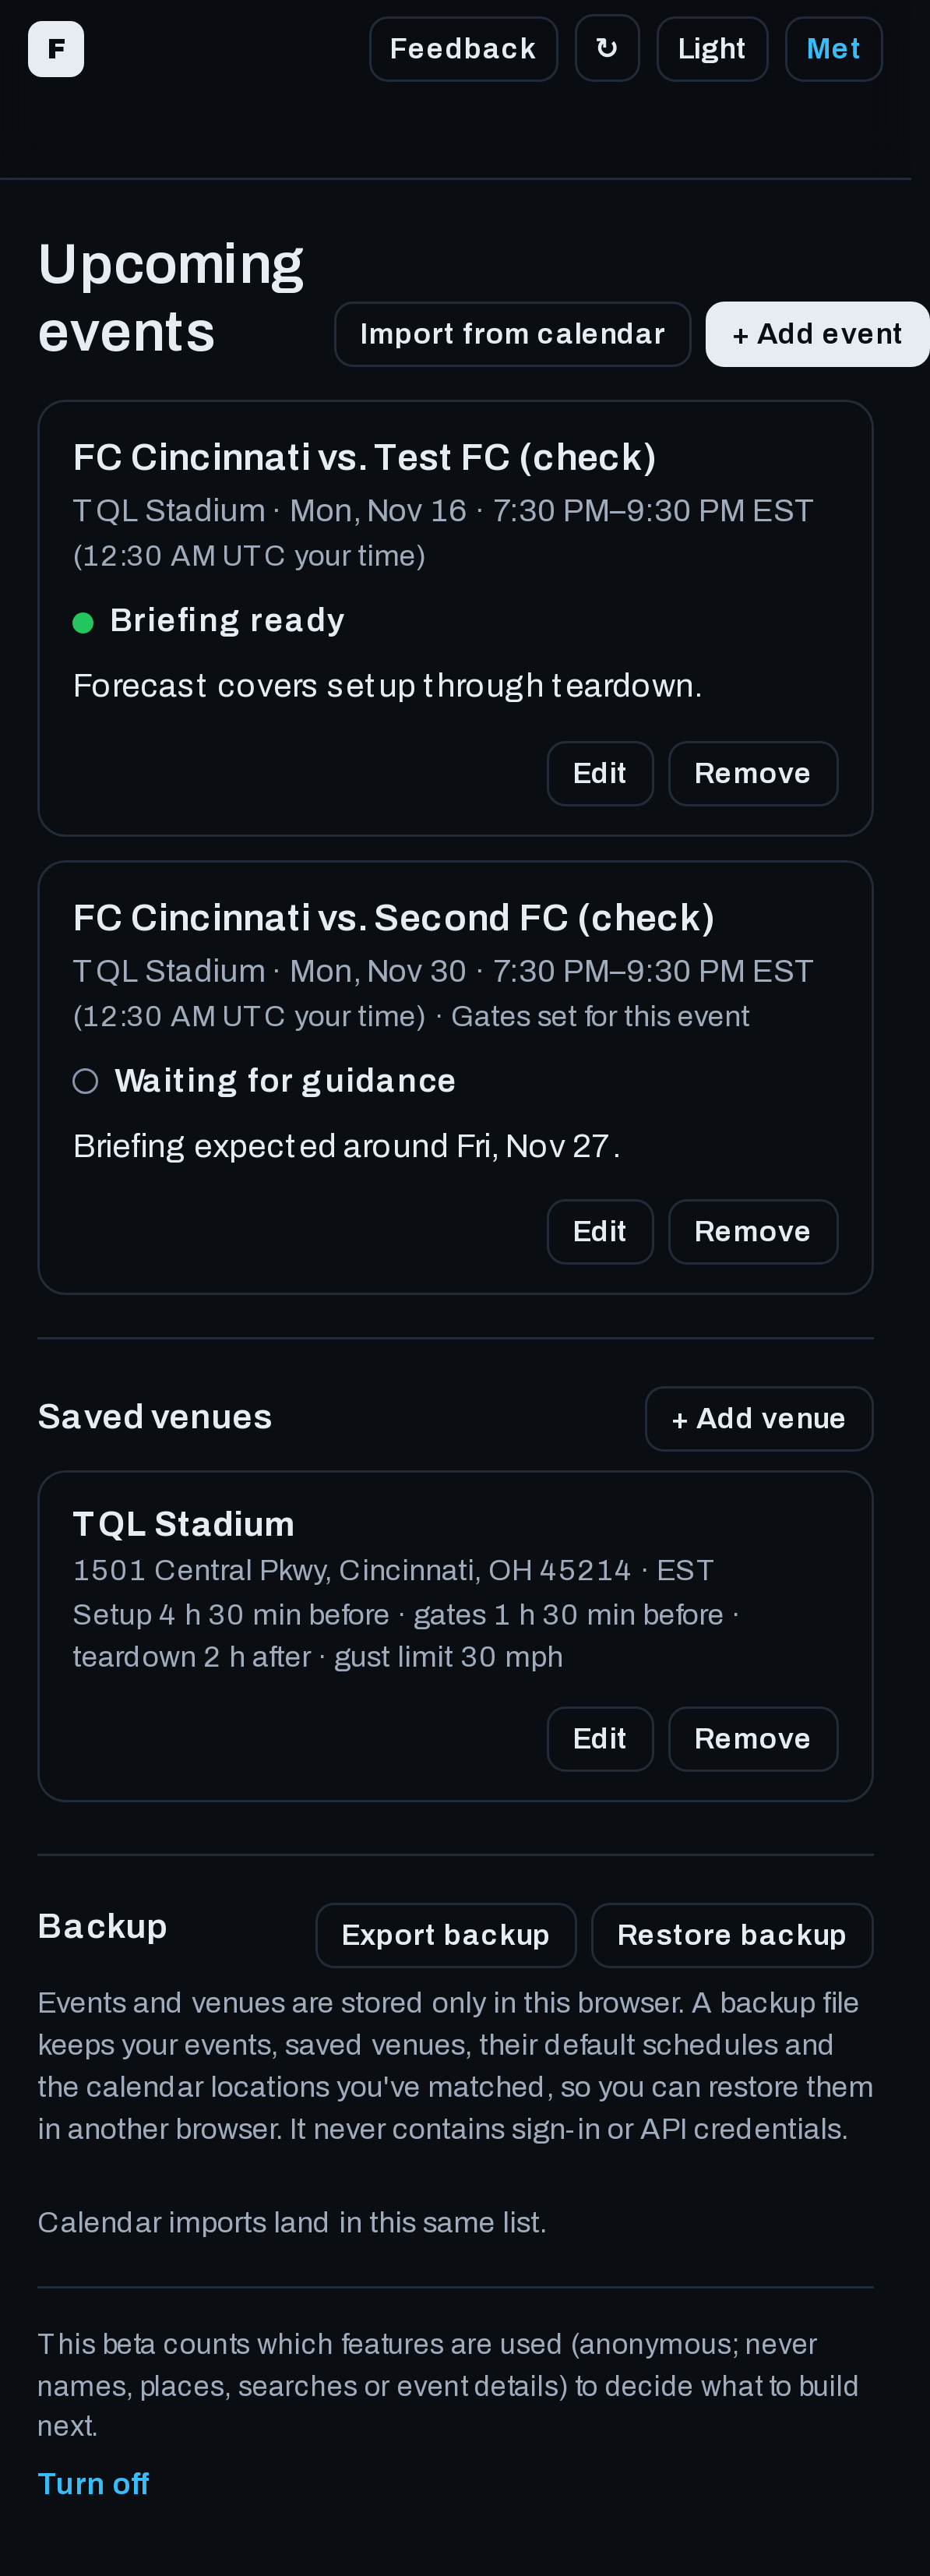 F
Feedback
↻
Light
Met
Upcoming
events
Import from calendar
+ Add event
FC Cincinnati vs. Test FC (check)
TQL Stadium · Mon, Nov 16 · 7:30 PM–9:30 PM EST
(12:30 AM UTC your time)
Briefing ready
Forecast covers setup through teardown.
Edit
Remove
FC Cincinnati vs. Second FC (check)
TQL Stadium · Mon, Nov 30 · 7:30 PM–9:30 PM EST
(12:30 AM UTC your time) · Gates set for this event
Waiting for guidance
Briefing expected around Fri, Nov 27.
Edit
Remove
Saved venues
+ Add venue
TQL Stadium
1501 Central Pkwy, Cincinnati, OH 45214 · EST
Setup 4 h 30 min before · gates 1 h 30 min before ·
teardown 2 h after · gust limit 30 mph
Edit
Remove
Backup
Export backup
Restore backup
Events and venues are stored only in this browser. A backup file
keeps your events, saved venues, their default schedules and
the calendar locations you've matched, so you can restore them
in another browser. It never contains sign-in or API credentials.
Calendar imports land in this same list.
This beta counts which features are used (anonymous; never
names, places, searches or event details) to decide what to build
next.
Turn off